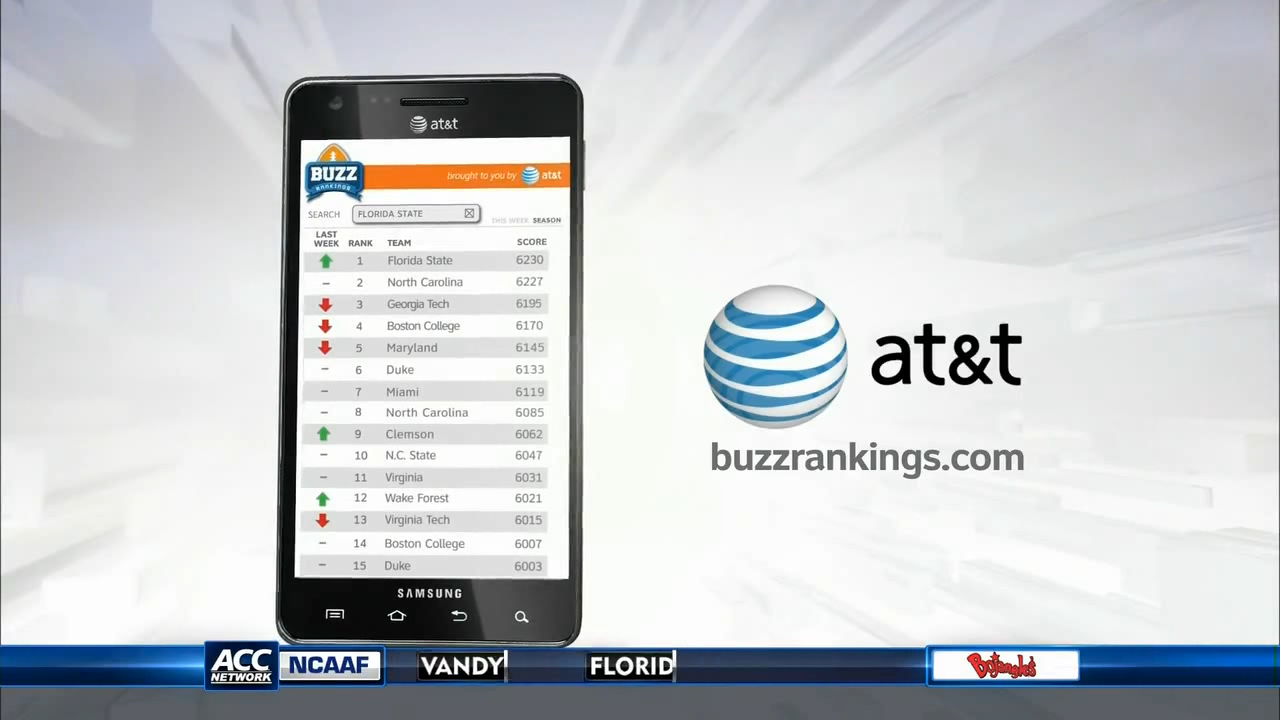 at&t
BUZZ
RANKINGS
brought to you by at&t
SEARCH FLORIDA STATE
THIS WEEK SEASON
LAST WEEK RANK TEAM SCORE
1 Florida State 6230
– 2 North Carolina 6227
3 Georgia Tech 6195
4 Boston College 6170
5 Maryland 6145
– 6 Duke 6133
– 7 Miami 6119
– 8 North Carolina 6085
9 Clemson 6062
– 10 N.C. State 6047
– 11 Virginia 6031
12 Wake Forest 6021
13 Virginia Tech 6015
– 14 Boston College 6007
– 15 Duke 6003
SAMSUNG
at&t
buzzrankings.com
ACC NETWORK NCAAF VANDY FLORID Bojangles'